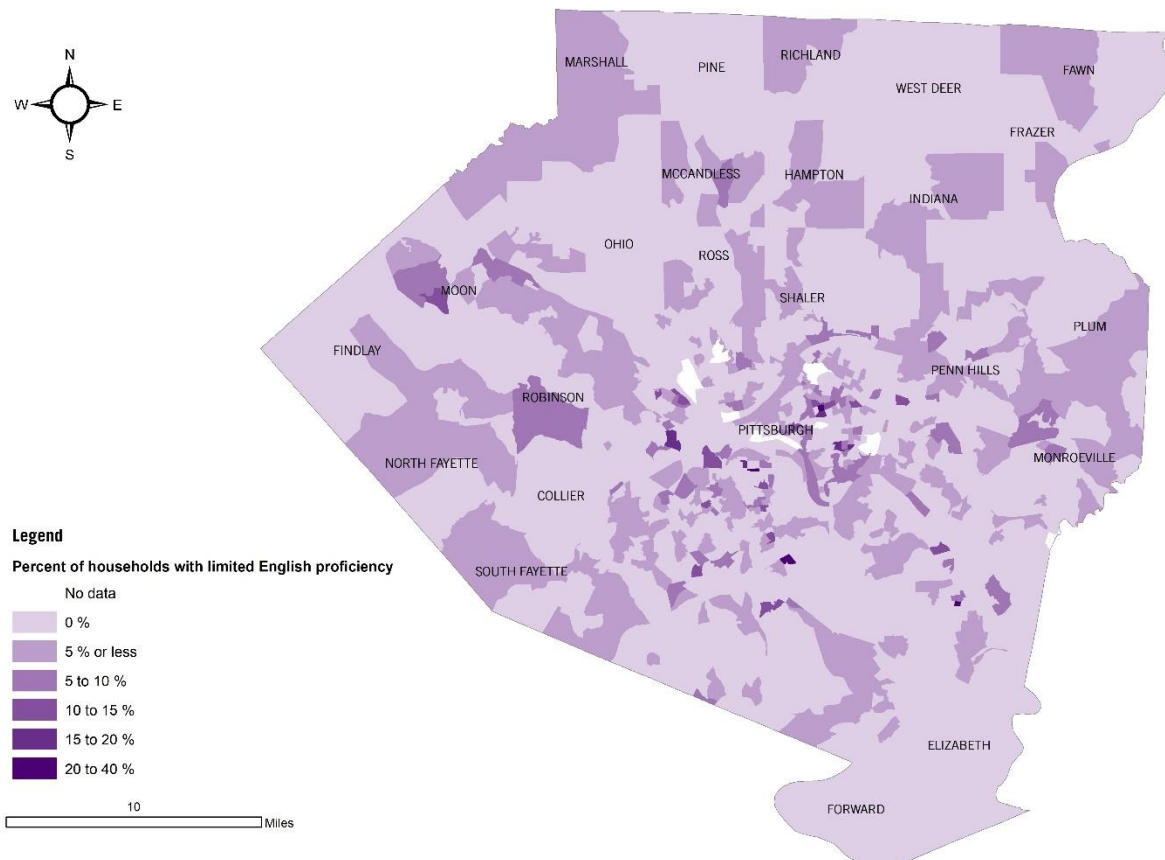 N
W
E
S
MARSHALL
PINE
RICHLAND
WEST DEER
FAWN
FRAZER
MCCANDLESS
HAMPTON
INDIANA
OHIO
ROSS
MOON
SHALER
PLUM
FINDLAY
PENN HILLS
ROBINSON
PITTSBURGH
NORTH FAYETTE
MONROEVILLE
COLLIER
SOUTH FAYETTE
ELIZABETH
FORWARD
Legend
Percent of households with limited English proficiency
No data
0 %
5 % or less
5 to 10 %
10 to 15 %
15 to 20 %
20 to 40 %
10
Miles